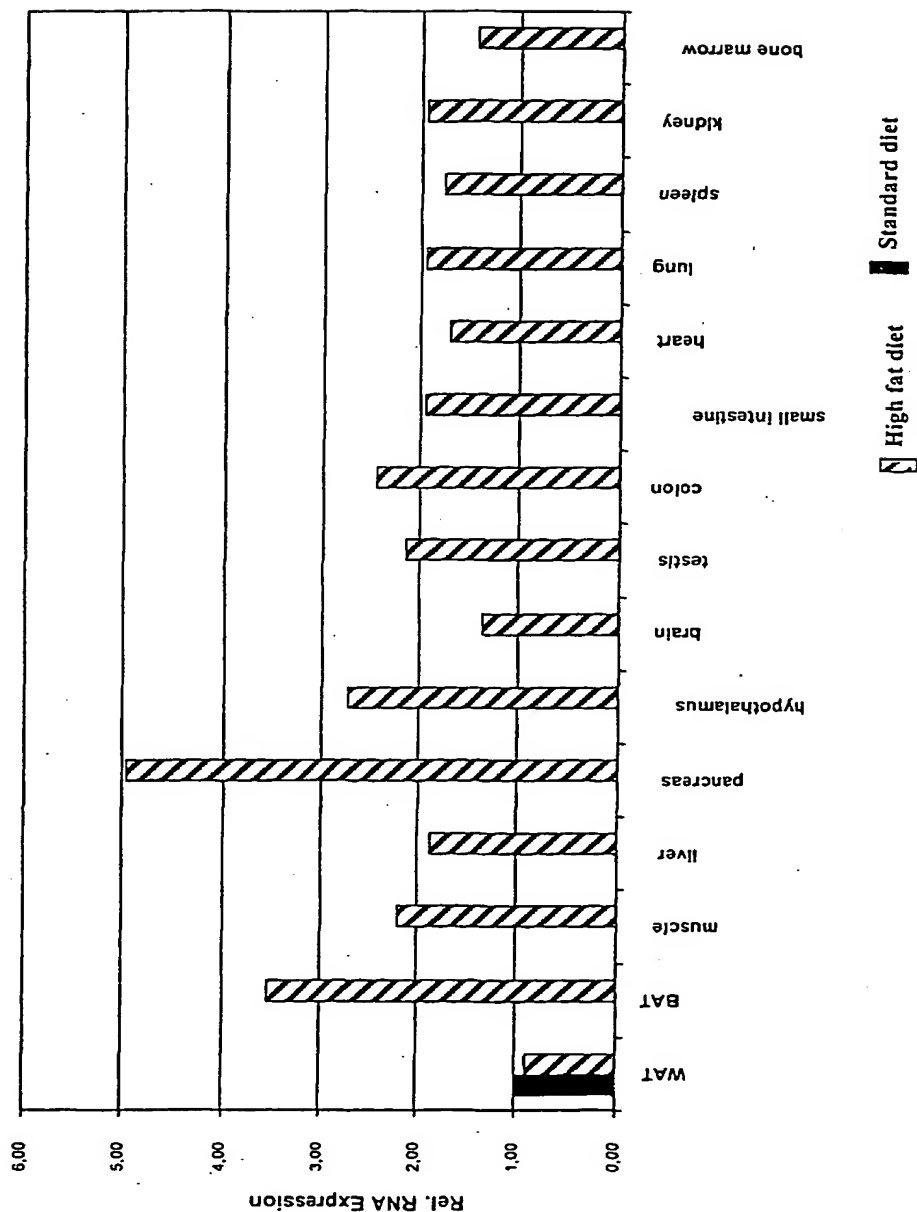 Rel. RNA Expression
6,00
5,00
4,00
3,00
2,00
1,00
0,00
WAT
BAT
muscle
liver
pancreas
hypothalamus
brain
testis
colon
small intestine
heart
lung
spleen
kidney
bone marrow
High fat diet
Standard diet